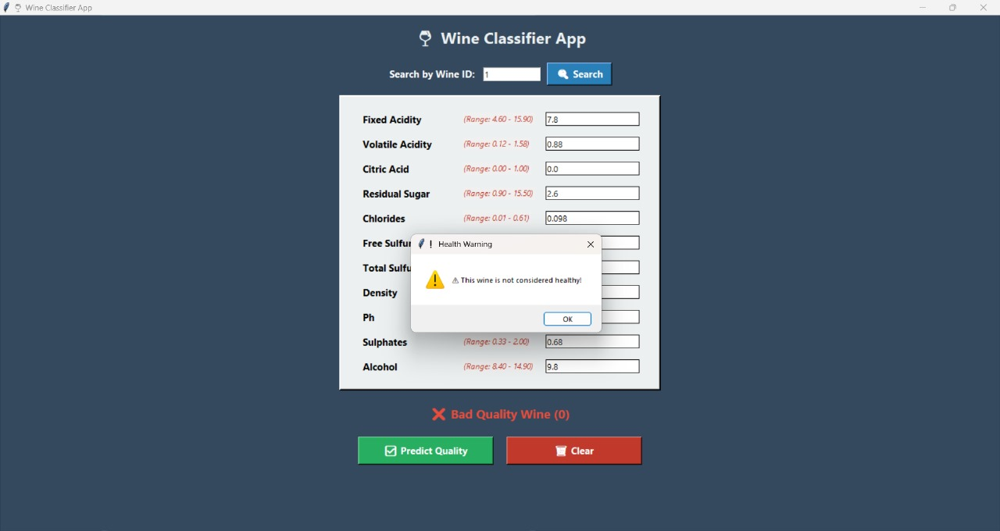 Wine Classifier App
Wine Classifier App
Search by Wine ID: 1 Search
Fixed Acidity (Range: 4.60 - 15.90) 7.8
Volatile Acidity (Range: 0.12 - 1.58) 0.88
Citric Acid (Range: 0.00 - 1.00) 0.0
Residual Sugar (Range: 0.90 - 15.50) 2.6
Chlorides (Range: 0.01 - 0.61) 0.098
Free Sulfur
Health Warning
Total Sulfu
⚠ This wine is not considered healthy!
Density
Ph
OK
Sulphates (Range: 0.33 - 2.00) 0.68
Alcohol (Range: 8.40 - 14.90) 9.8
❌ Bad Quality Wine (0)
Predict Quality Clear